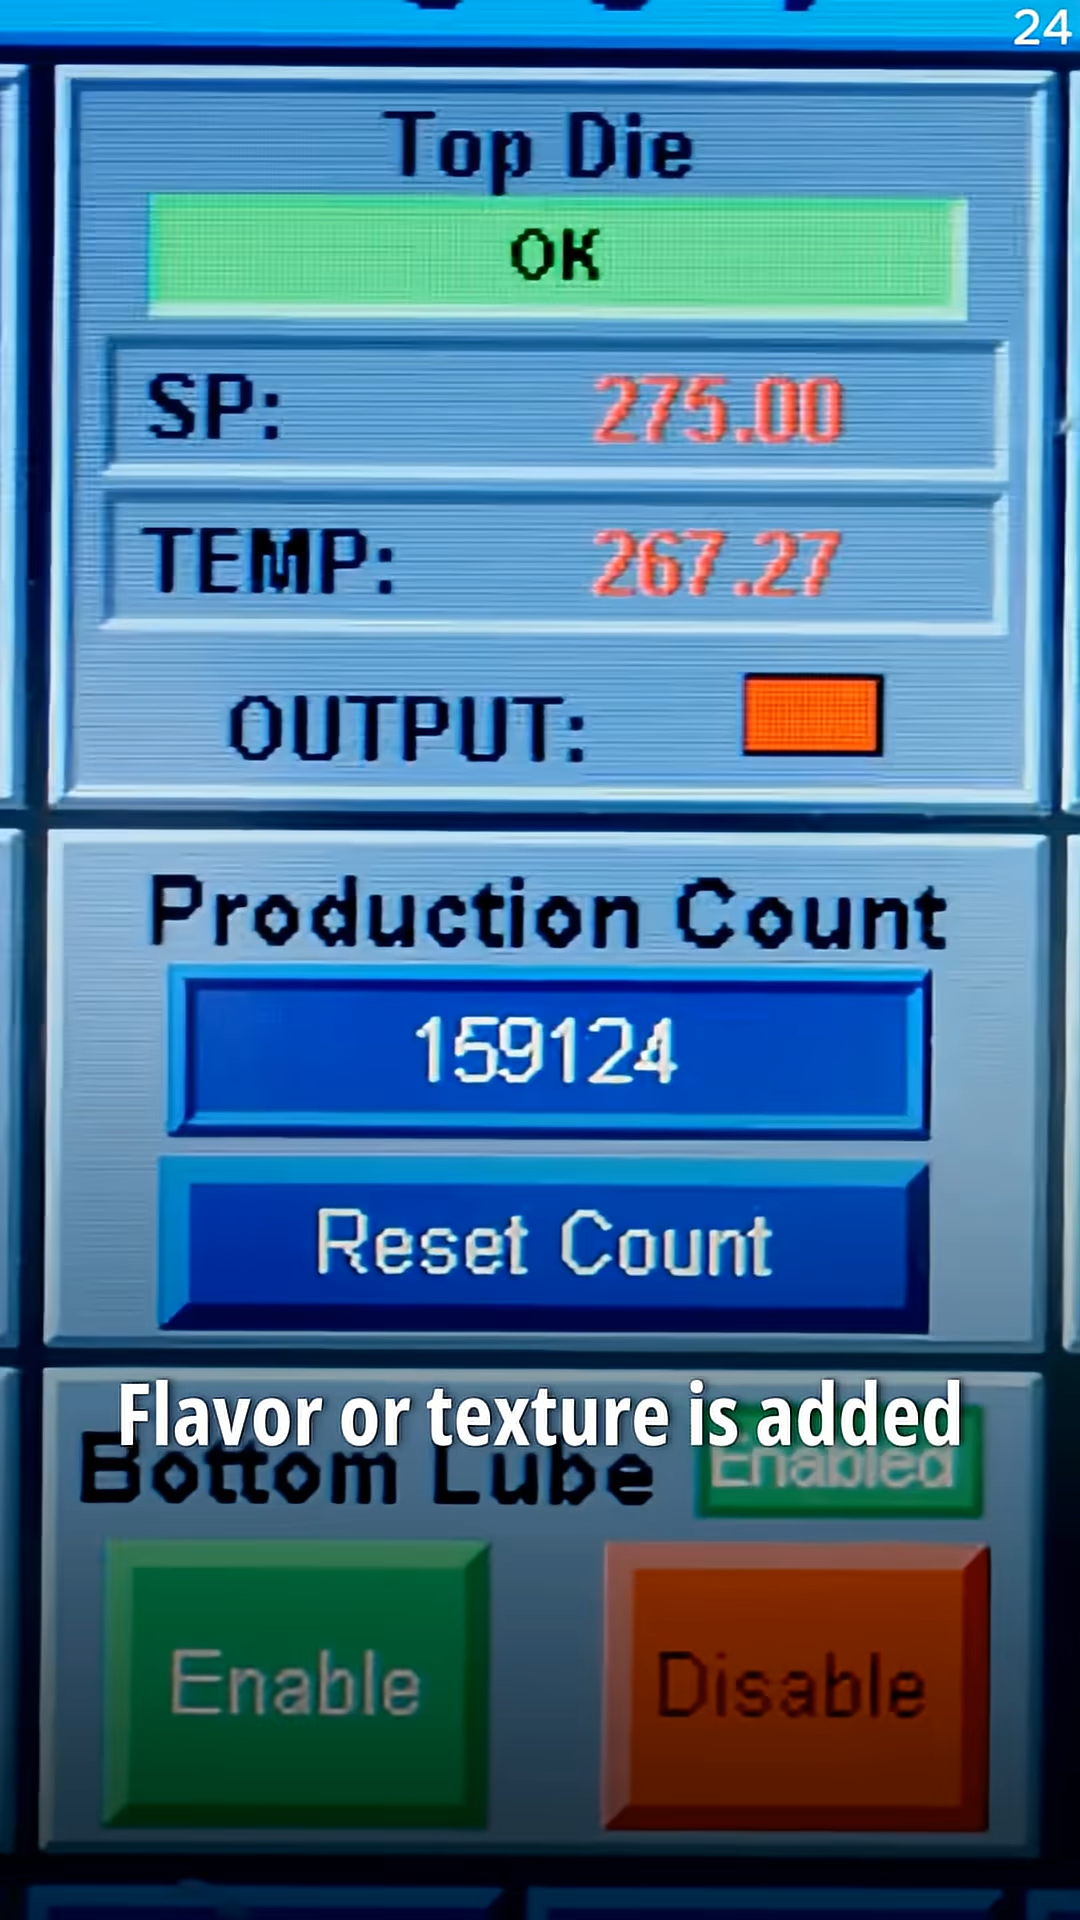 24
Top Die
OK
SP: 275.00
TEMP: 267.27
OUTPUT:
Production Count
159124
Reset Count
Flavor or texture is added
Bottom Lube Enabled
Enable Disable